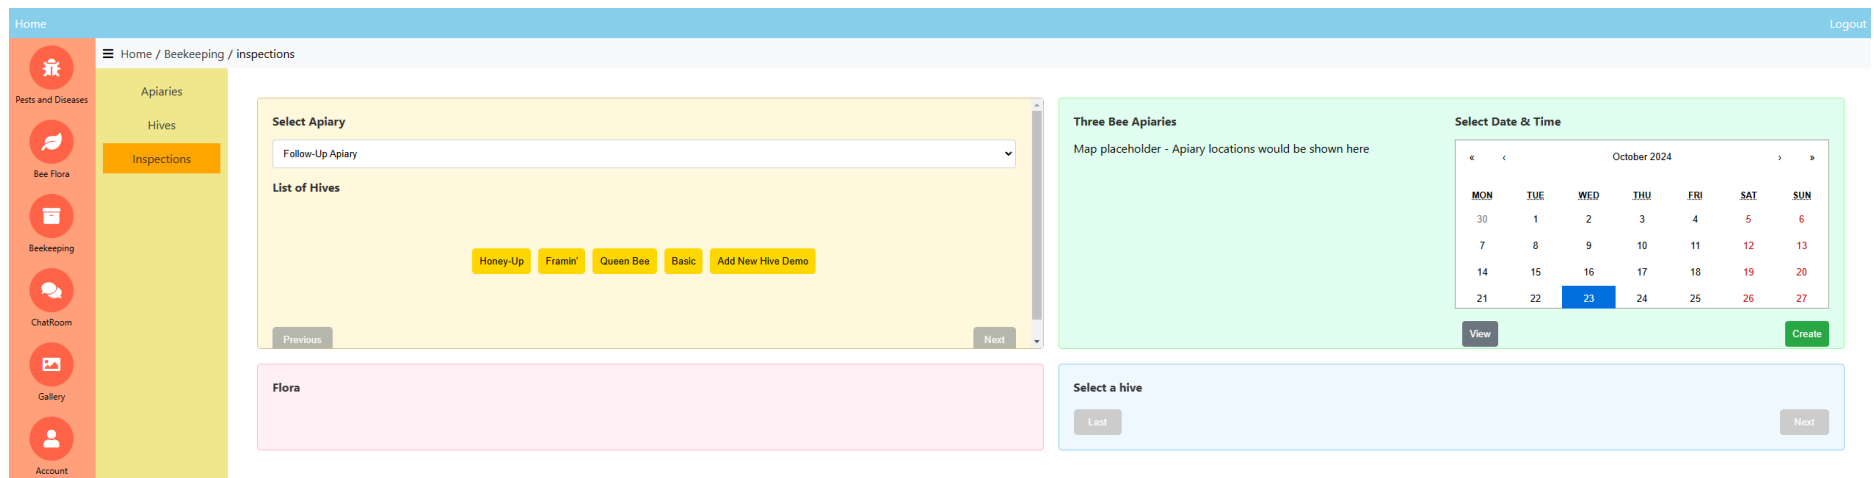 Home
Logout
Home / Beekeeping / inspections
Pests and Diseases
Bee Flora
Beekeeping
ChatRoom
Gallery
Account
Apiaries
Hives
Inspections
Select Apiary
Follow-Up Apiary
List of Hives
Honey-Up Framin' Queen Bee Basic Add New Hive Demo
Previous Next
Three Bee Apiaries
Map placeholder - Apiary locations would be shown here
Select Date & Time
« ‹ October 2024 › »
MON TUE WED THU FRI SAT SUN
30 1 2 3 4 5 6
7 8 9 10 11 12 13
14 15 16 17 18 19 20
21 22 23 24 25 26 27
View Create
Flora
Select a hive
Last Next